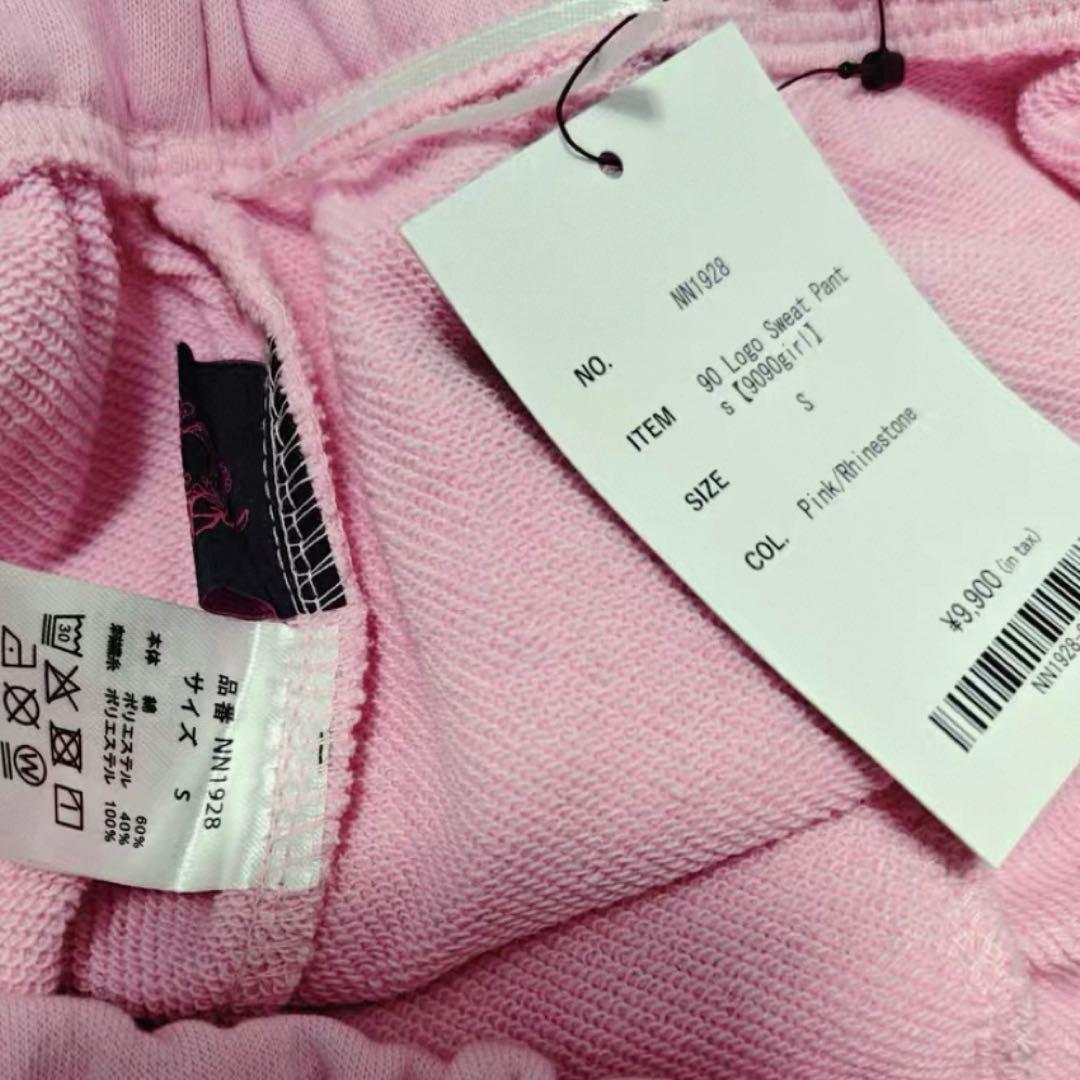 NO. NN1928
ITEM 90 Logo Sweat Pant
s【9090girl】
SIZE S
COL. Pink/Rhinestone
¥9,900 (in tax)
NN1928-
品番 NN1928
サイズ S
本体 綿 60%
ポリエステル 40%
刺繍糸 ポリエステル 100%
30
W